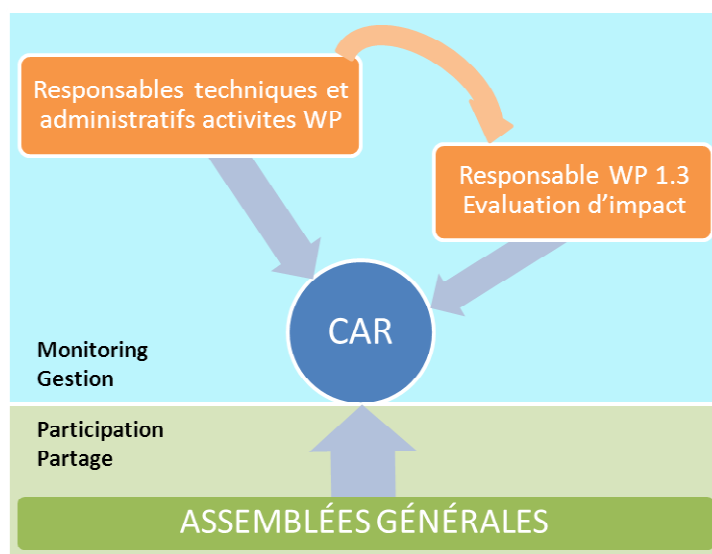 Responsables techniques et
administratifs activites WP
Responsable WP 1.3
Evaluation d'impact
CAR
Monitoring
Gestion
Participation
Partage
ASSEMBLÉES GÉNÉRALES